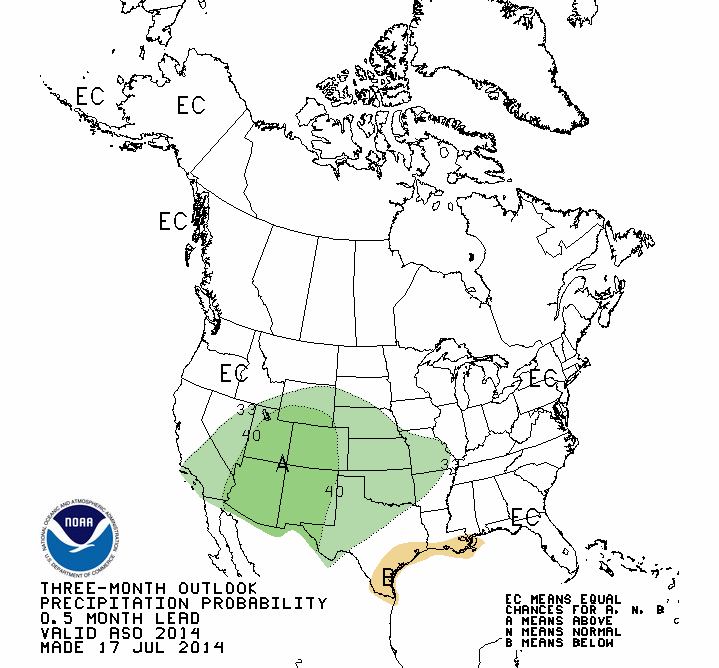 EC
EC
EC
EC
EC
33
40
A
3
40
EC
NATIONAL OCEANIC AND ATMOSPHERIC ADMINISTRATION
NOAA
U.S. DEPARTMENT OF COMMERCE
B
THREE-MONTH OUTLOOK
PRECIPITATION PROBABILITY
0.5 MONTH LEAD
VALID ASO 2014
MADE 17 JUL 2014
EC MEANS EQUAL
CHANCES FOR A, N, B
A MEANS ABOVE
N MEANS NORMAL
B MEANS BELOW